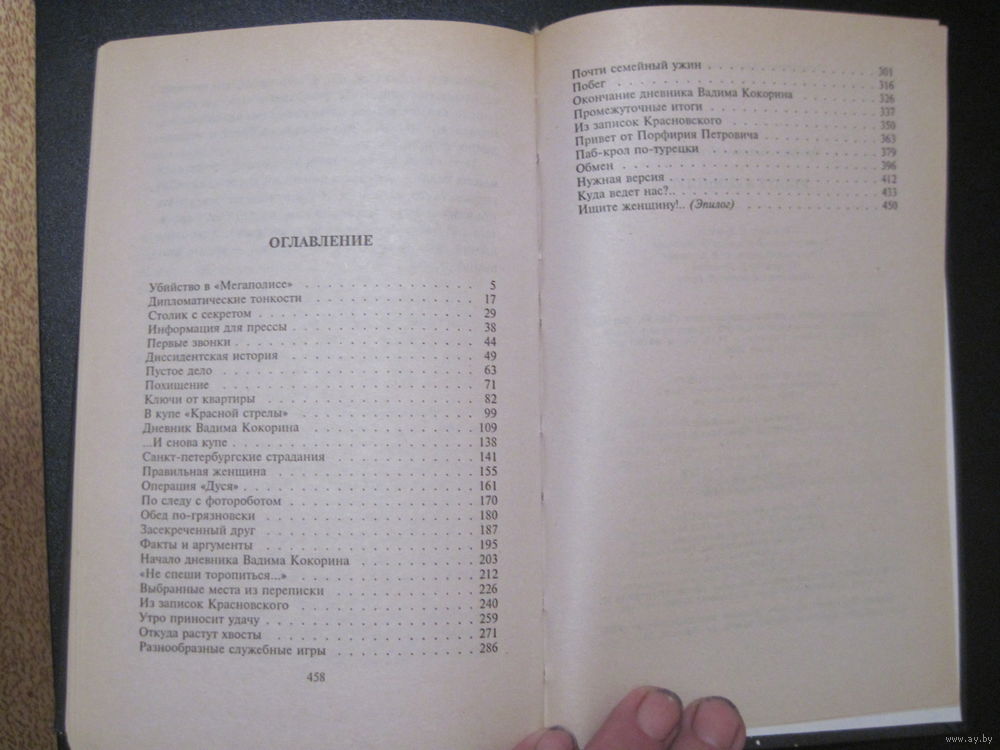 ОГЛАВЛЕНИЕ
Убийство в «Мегаполисе» . . . . . . . . . . . . . . . 5
Дипломатические тонкости . . . . . . . . . . . . . . . 17
Столик с секретом . . . . . . . . . . . . . . . 29
Информация для прессы . . . . . . . . . . . . . . . 38
Первые звонки . . . . . . . . . . . . . . . 44
Диссидентская история . . . . . . . . . . . . . . . 49
Пустое дело . . . . . . . . . . . . . . . 63
Похищение . . . . . . . . . . . . . . . 71
Ключи от квартиры . . . . . . . . . . . . . . . 82
В купе «Красной стрелы» . . . . . . . . . . . . . . . 99
Дневник Вадима Кокорина . . . . . . . . . . . . . . . 109
...И снова купе . . . . . . . . . . . . . . . 138
Санкт-петербургские страдания . . . . . . . . . . . . . . . 141
Правильная женщина . . . . . . . . . . . . . . . 155
Операция «Дуся» . . . . . . . . . . . . . . . 161
По следу с фотороботом . . . . . . . . . . . . . . . 170
Обед по-грязновски . . . . . . . . . . . . . . . 180
Засекреченный друг . . . . . . . . . . . . . . . 187
Факты и аргументы . . . . . . . . . . . . . . . 195
Начало дневника Вадима Кокорина . . . . . . . . . . . . . . . 203
«Не спеши торопиться...» . . . . . . . . . . . . . . . 212
Выбранные места из переписки . . . . . . . . . . . . . . . 226
Из записок Красновского . . . . . . . . . . . . . . . 240
Утро приносит удачу . . . . . . . . . . . . . . . 259
Откуда растут хвосты . . . . . . . . . . . . . . . 271
Разнообразные служебные игры . . . . . . . . . . . . . . . 286
458
Почти семейный ужин . . . . . . . . . . . . . . . 301
Побег . . . . . . . . . . . . . . . 316
Окончание дневника Вадима Кокорина . . . . . . . . . . . . . . . 326
Промежуточные итоги . . . . . . . . . . . . . . . 337
Из записок Красновского . . . . . . . . . . . . . . . 350
Привет от Порфирия Петровича . . . . . . . . . . . . . . . 363
Паб-крол по-турецки . . . . . . . . . . . . . . . 379
Обмен . . . . . . . . . . . . . . . 396
Нужная версия . . . . . . . . . . . . . . . 412
Куда ведет нас?.. . . . . . . . . . . . . . . . 433
Ищите женщину!.. (Эпилог) . . . . . . . . . . . . . . . 450
www.ay.by